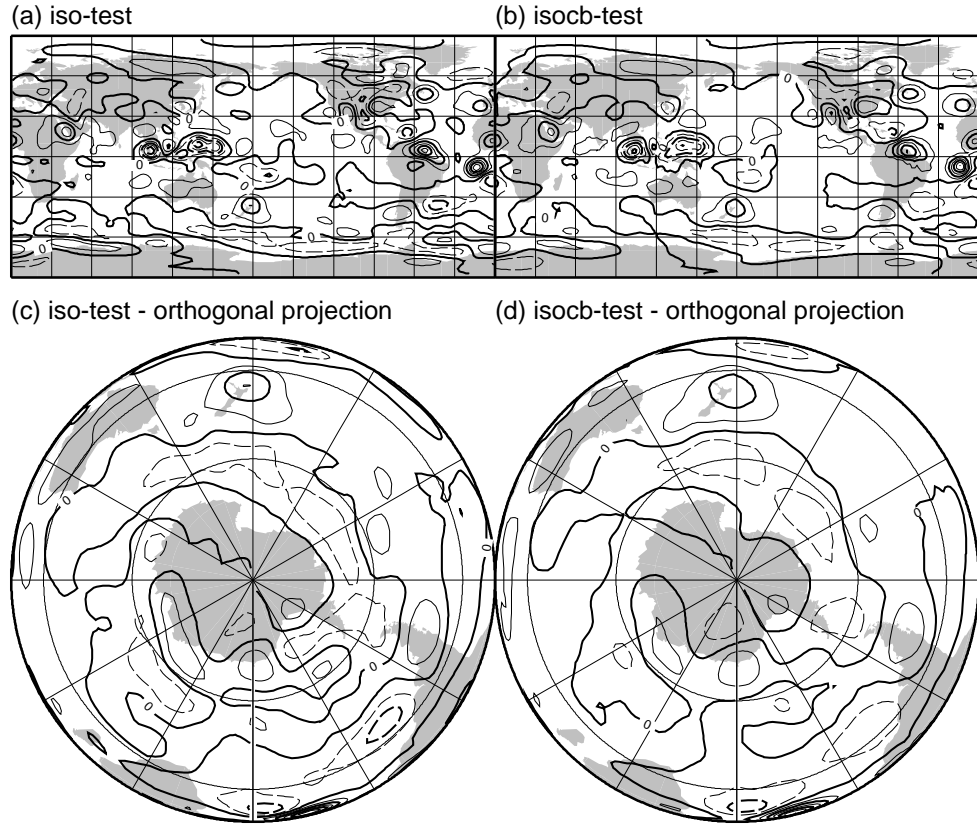 (a) iso-test
(b) isocb-test
(c) iso-test - orthogonal projection
(d) isocb-test - orthogonal projection